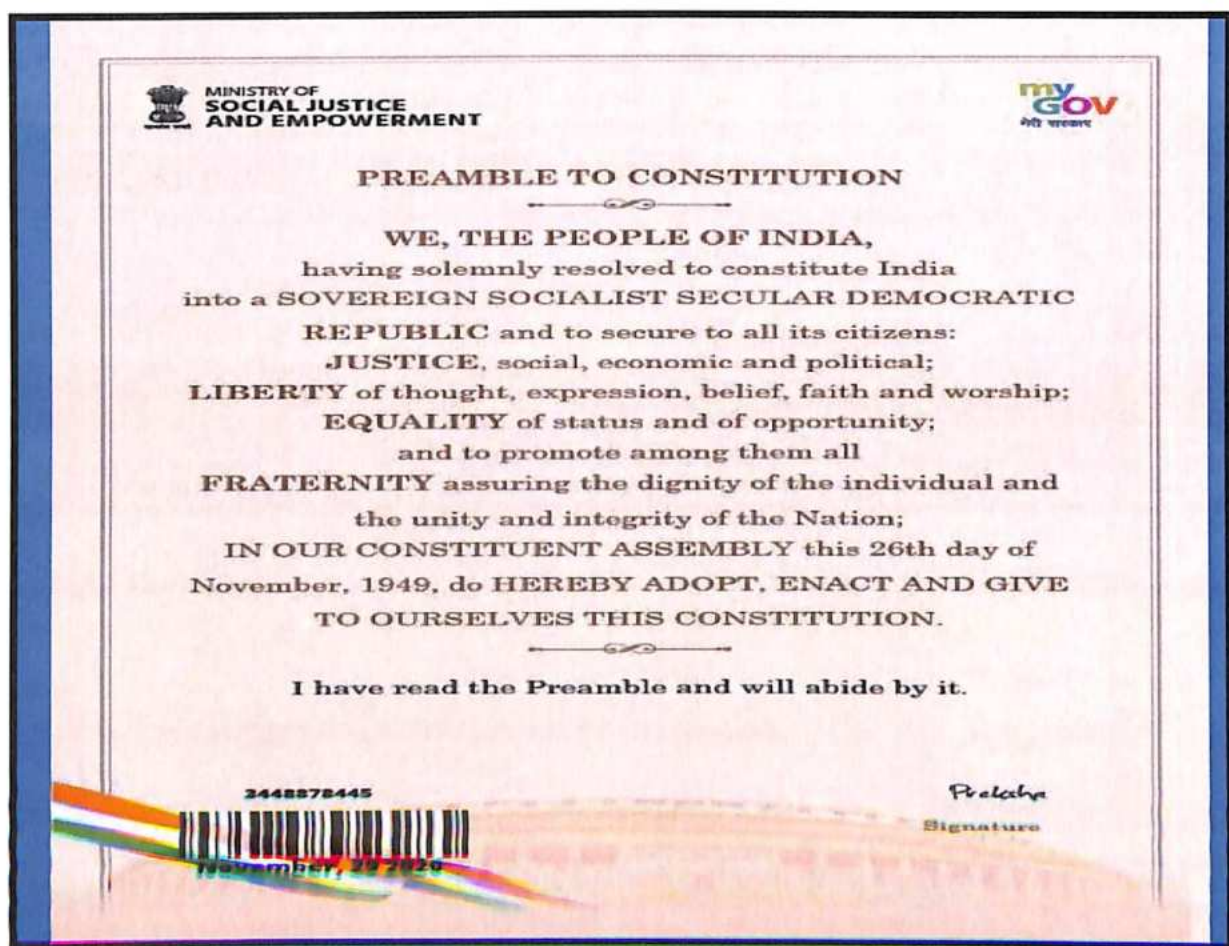 MINISTRY OF
SOCIAL JUSTICE
AND EMPOWERMENT
my
GOV
मेरी सरकार
PREAMBLE TO CONSTITUTION
WE, THE PEOPLE OF INDIA,
having solemnly resolved to constitute India
into a SOVEREIGN SOCIALIST SECULAR DEMOCRATIC
REPUBLIC and to secure to all its citizens:
JUSTICE, social, economic and political;
LIBERTY of thought, expression, belief, faith and worship;
EQUALITY of status and of opportunity;
and to promote among them all
FRATERNITY assuring the dignity of the individual and
the unity and integrity of the Nation;
IN OUR CONSTITUENT ASSEMBLY this 26th day of
November, 1949, do HEREBY ADOPT, ENACT AND GIVE
TO OURSELVES THIS CONSTITUTION.
I have read the Preamble and will abide by it.
3448878445
November,
Signature